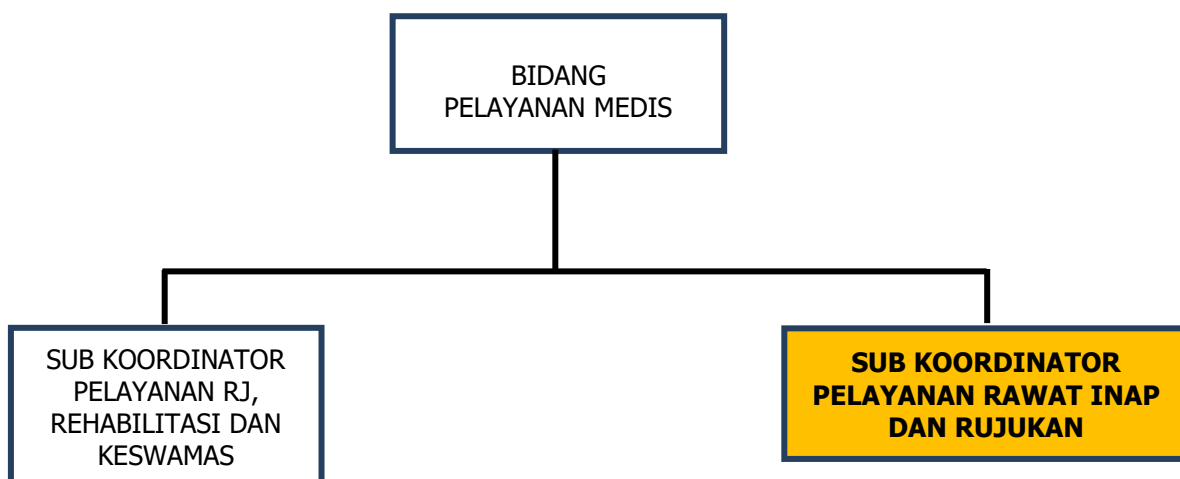 BIDANG
PELAYANAN MEDIS
SUB KOORDINATOR
PELAYANAN RJ,
REHABILITASI DAN
KESWAMAS
SUB KOORDINATOR
PELAYANAN RAWAT INAP
DAN RUJUKAN